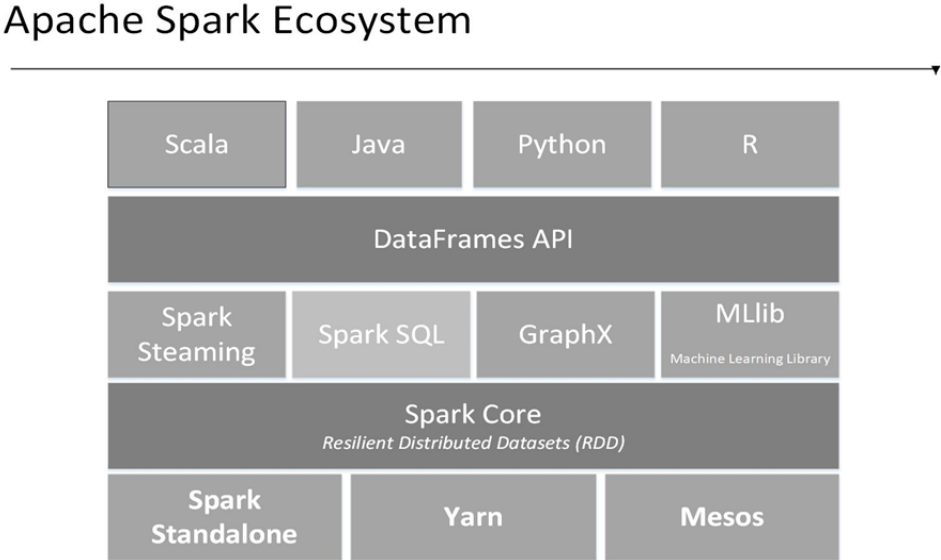 Apache Spark Ecosystem
Scala
Java
Python
R
DataFrames API
Spark
Steaming
Spark SQL
GraphX
MLlib
Machine Learning Library
Spark Core
Resilient Distributed Datasets (RDD)
Spark
Standalone
Yarn
Mesos